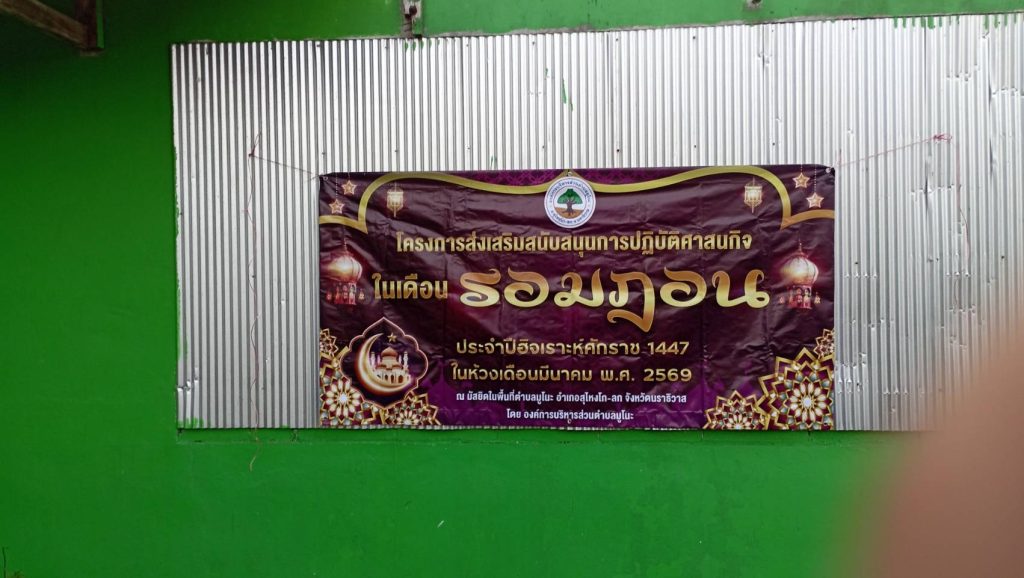 โครงการส่งเสริมสนับสนุนการปฏิบัติศาสนกิจ
ในเดือน รอมฎอน
ประจำปีฮิจเราะห์ศักราช 1447
ในห้วงเดือนมีนาคม พ.ศ. 2569
ณ มัสยิดในพื้นที่ตำบลมูโนะ อำเภอสุไหงโก-ลก จังหวัดนราธิวาส
โดย องค์การบริหารส่วนตำบลมูโนะ